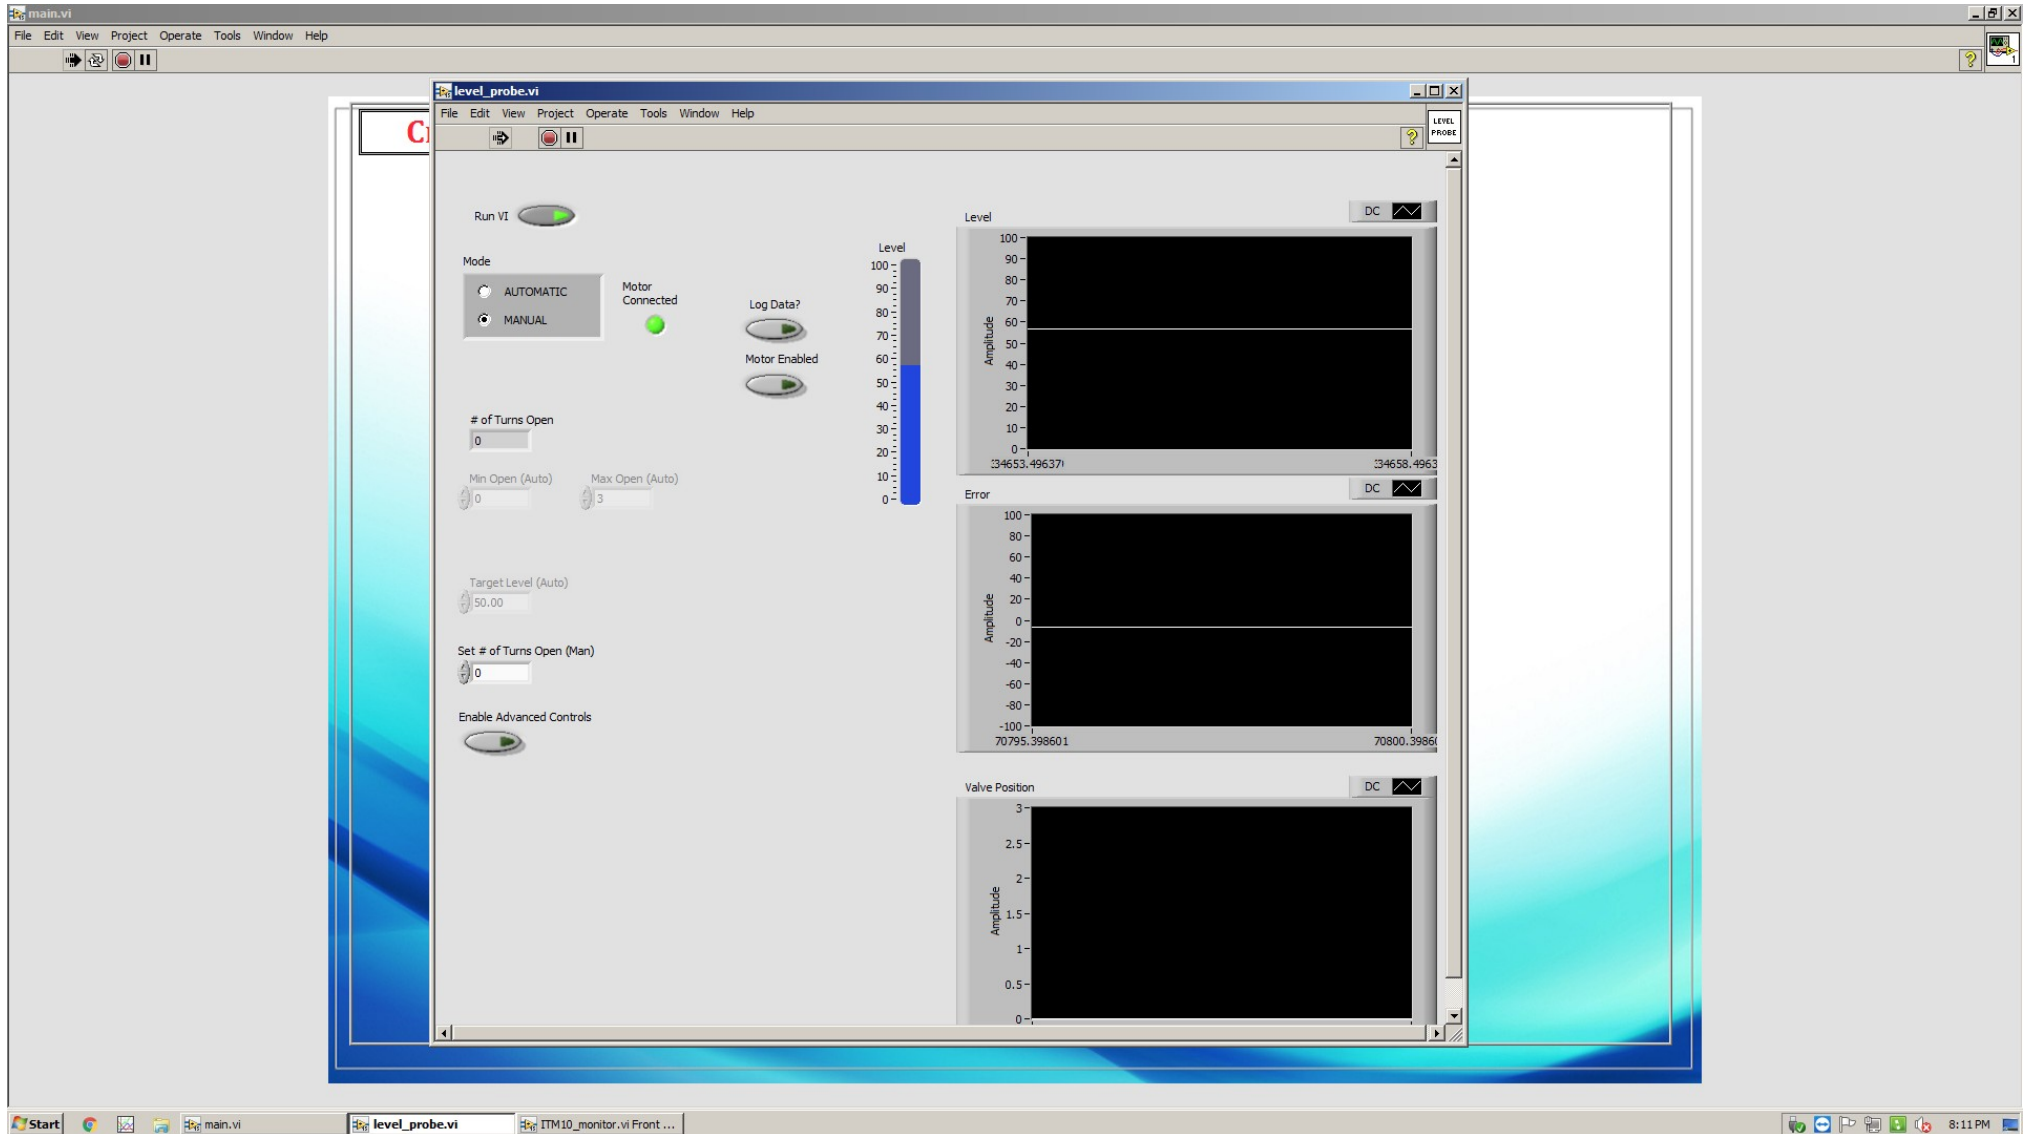 main.vi
File Edit View Project Operate Tools Window Help
1
level_probe.vi
File Edit View Project Operate Tools Window Help
LEVEL
PROBE
Run VI
Mode
AUTOMATIC
MANUAL
Motor
Connected
Log Data?
Motor Enabled
# of Turns Open
0
Min Open (Auto) Max Open (Auto)
0 3
Target Level (Auto)
50.00
Set # of Turns Open (Man)
0
Enable Advanced Controls
Level
100
90
80
70
60
50
40
30
20
10
0
Level DC
Amplitude
100
90
80
70
60
50
40
30
20
10
0
34653.49637 34658.4963
Error DC
Amplitude
100
80
60
40
20
0
-20
-40
-60
-80
-100
70795.398601 70800.3986
Valve Position DC
Amplitude
3
2.5
2
1.5
1
0.5
0
Start main.vi level_probe.vi ITM10_monitor.vi Front ... 8:11 PM